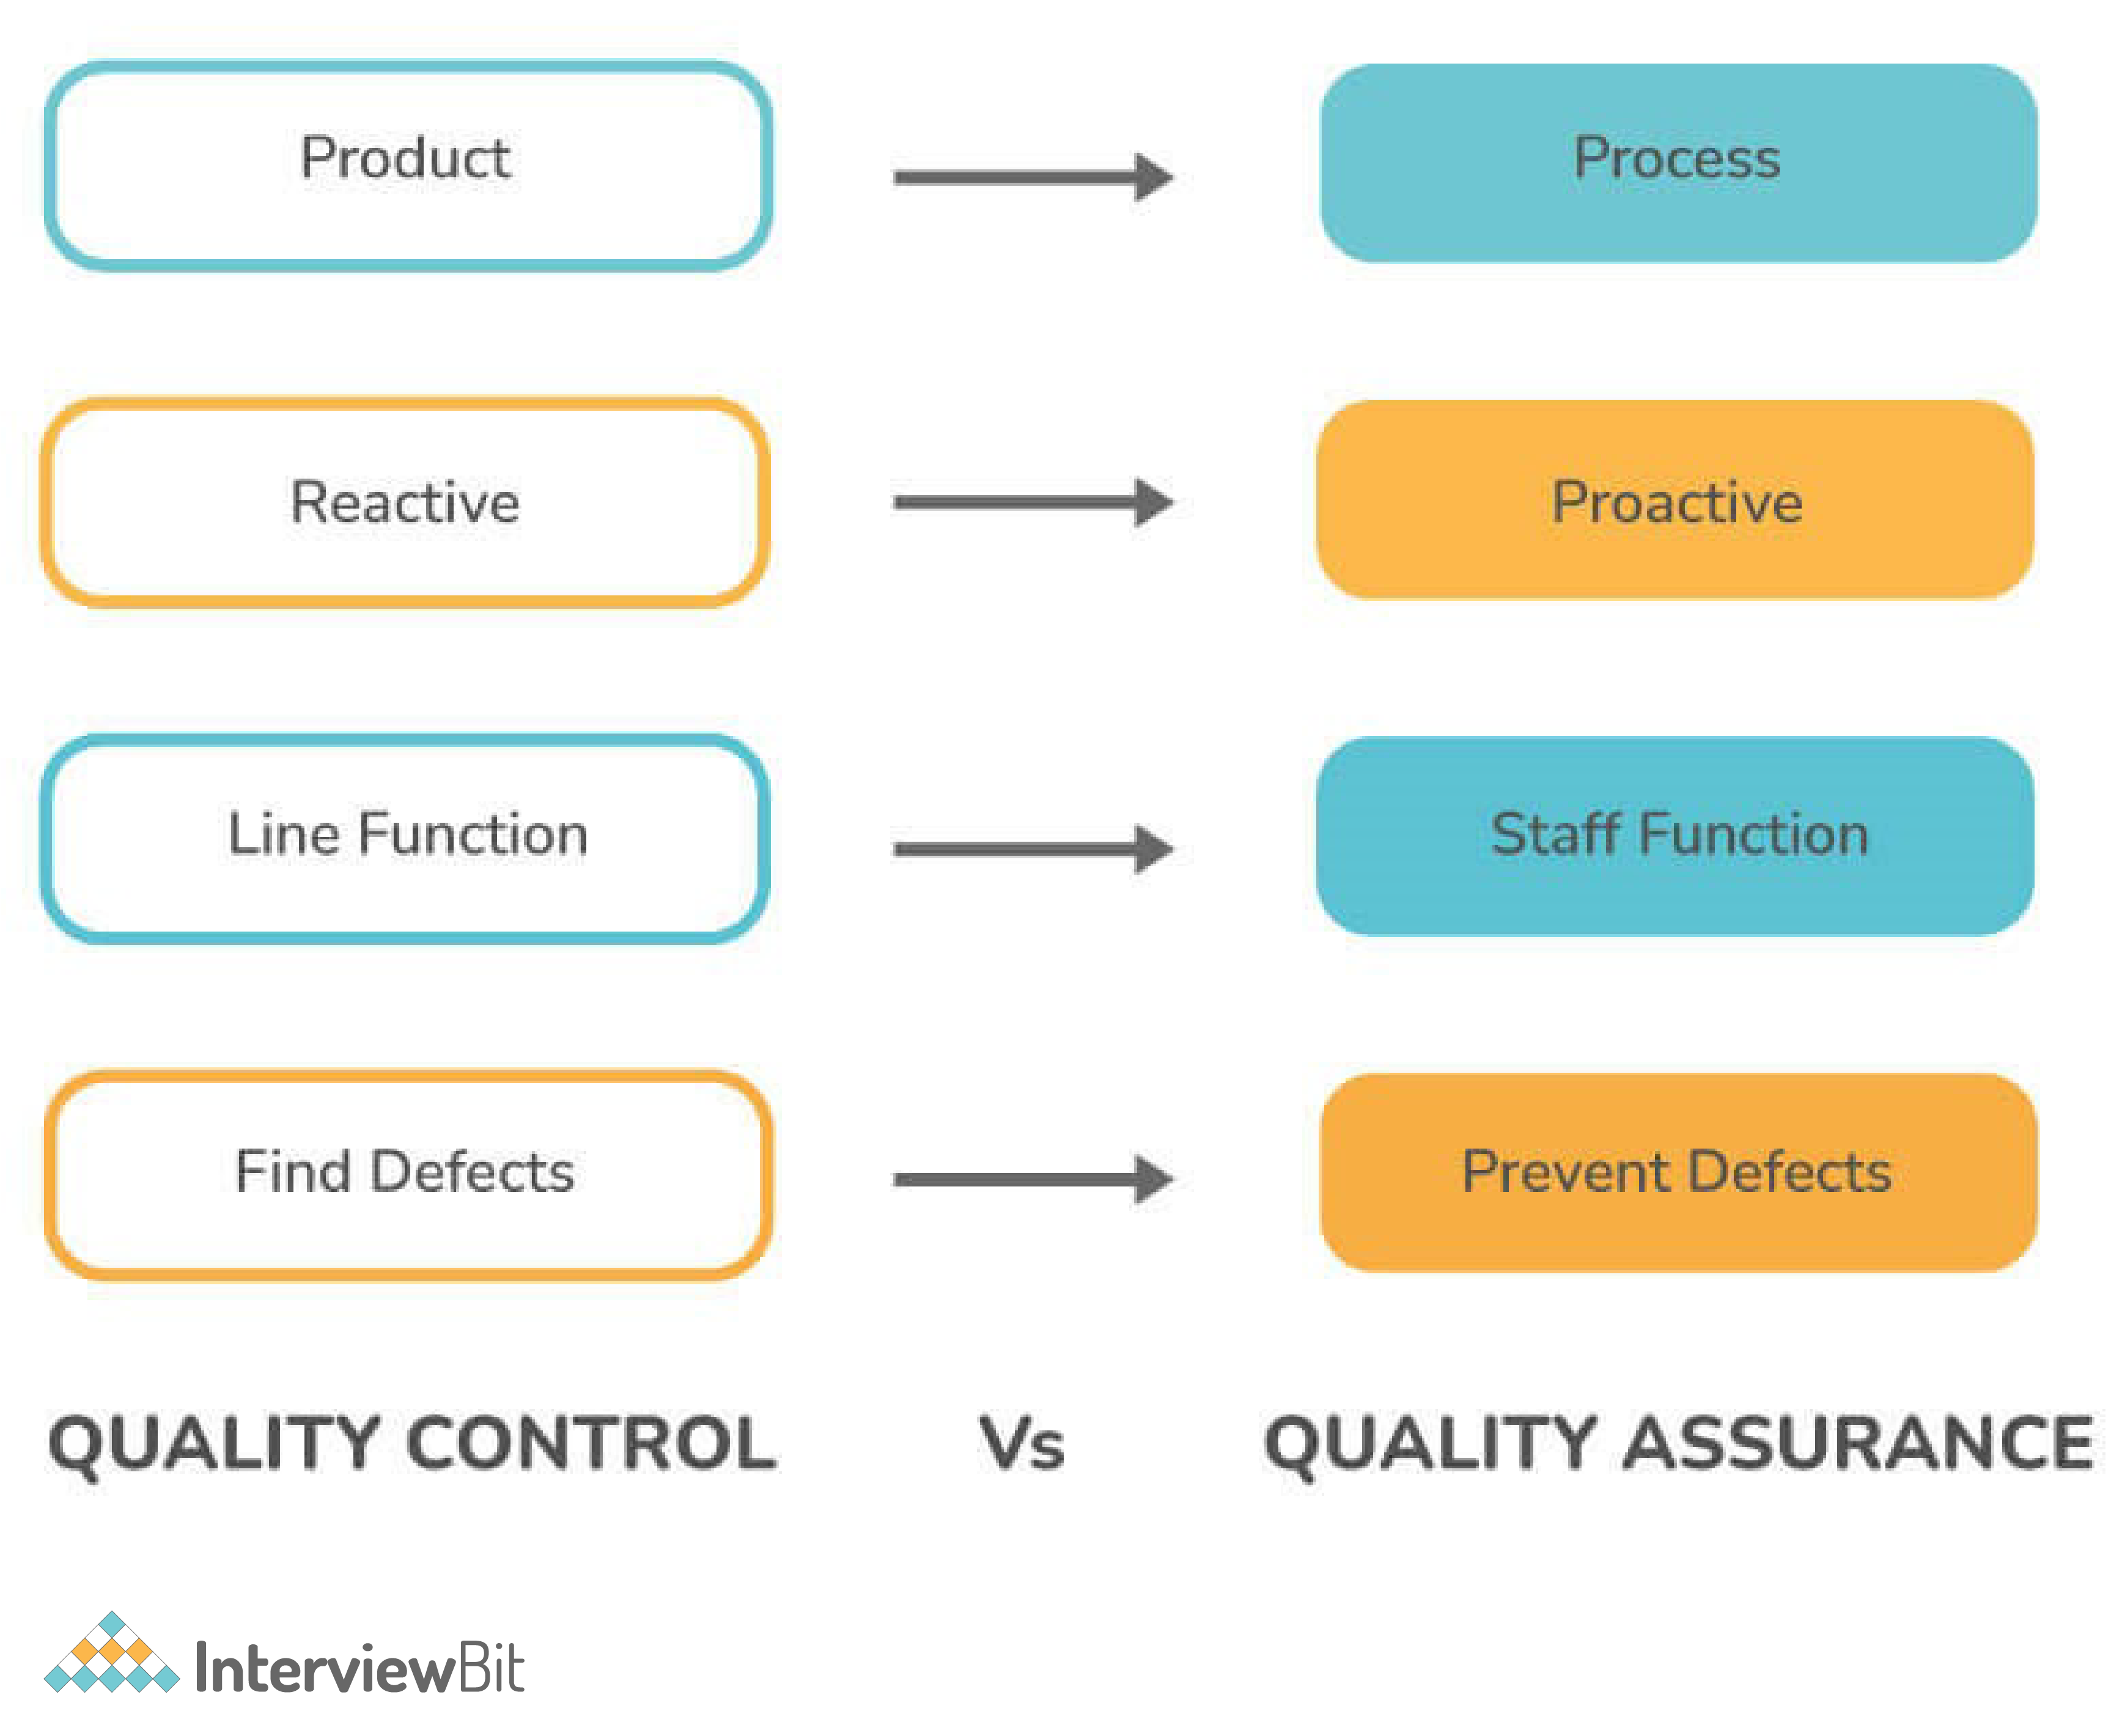 Product
Process
Reactive
Proactive
Line Function
Staff Function
Find Defects
Prevent Defects
QUALITY CONTROL Vs QUALITY ASSURANCE
InterviewBit